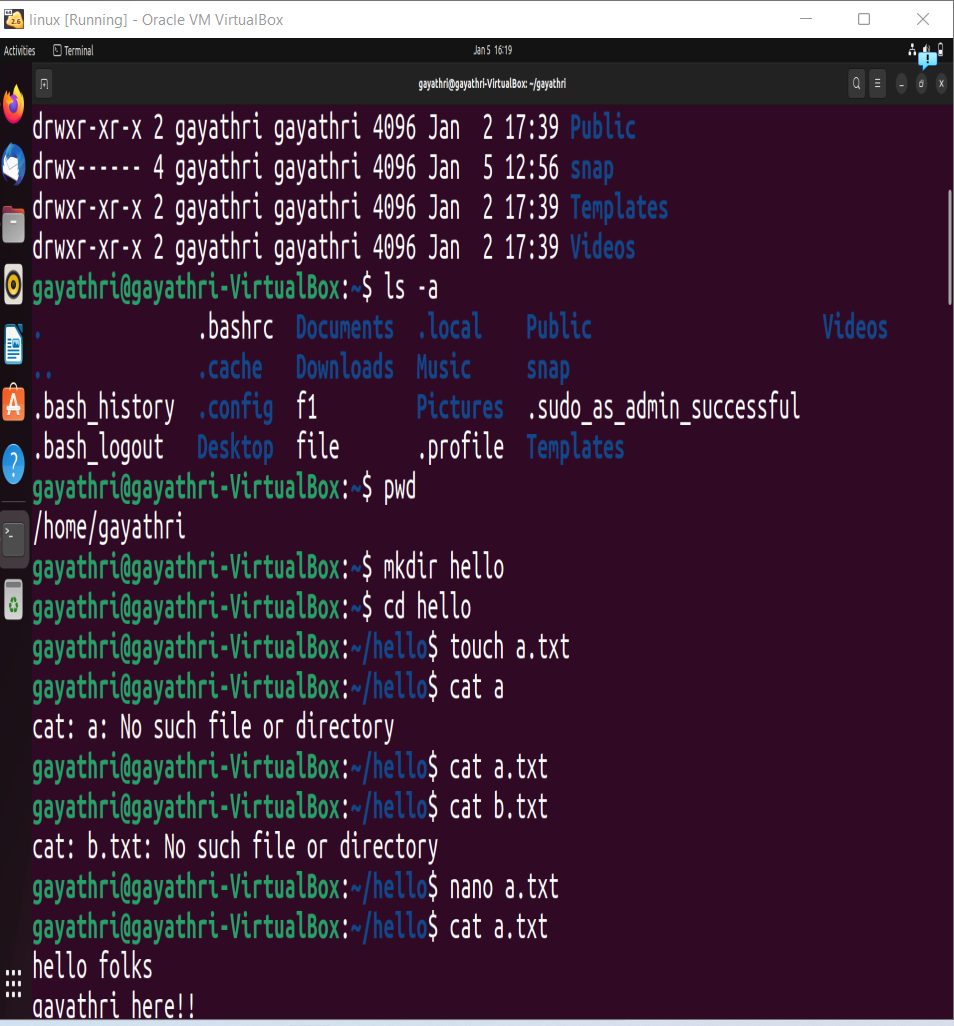 linux [Running] - Oracle VM VirtualBox
Activities Terminal Jan 5 16:19
gayathri@gayathri-VirtualBox: ~/gayathri
drwxr-xr-x 2 gayathri gayathri 4096 Jan  2 17:39 Public
drwx------ 4 gayathri gayathri 4096 Jan  5 12:56 snap
drwxr-xr-x 2 gayathri gayathri 4096 Jan  2 17:39 Templates
drwxr-xr-x 2 gayathri gayathri 4096 Jan  2 17:39 Videos
gayathri@gayathri-VirtualBox:~$ ls -a
. .bashrc Documents .local Public Videos
.. .cache Downloads Music snap
.bash_history .config f1 Pictures .sudo_as_admin_successful
.bash_logout Desktop file .profile Templates
gayathri@gayathri-VirtualBox:~$ pwd
/home/gayathri
gayathri@gayathri-VirtualBox:~$ mkdir hello
gayathri@gayathri-VirtualBox:~$ cd hello
gayathri@gayathri-VirtualBox:~/hello$ touch a.txt
gayathri@gayathri-VirtualBox:~/hello$ cat a
cat: a: No such file or directory
gayathri@gayathri-VirtualBox:~/hello$ cat a.txt
gayathri@gayathri-VirtualBox:~/hello$ cat b.txt
cat: b.txt: No such file or directory
gayathri@gayathri-VirtualBox:~/hello$ nano a.txt
gayathri@gayathri-VirtualBox:~/hello$ cat a.txt
hello folks
gayathri here!!